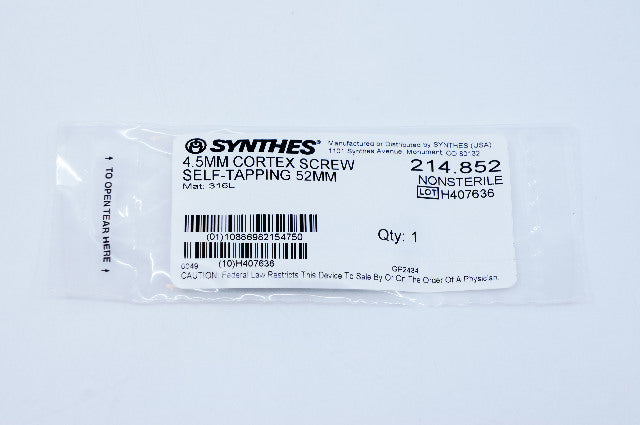 SYNTHES®
Manufactured or Distributed by SYNTHES (USA)
1101 Synthes Avenue, Monument, CO 80132
4.5MM CORTEX SCREW
SELF-TAPPING 52MM
Mat: 316L
214.852
NONSTERILE
LOT H407636
(01)10886982154750
Qty: 1
(10)H407636
0049
GP2434
CAUTION: Federal Law Restricts This Device To Sale By Or On The Order Of A Physician.
↑ TO OPEN TEAR HERE ↑